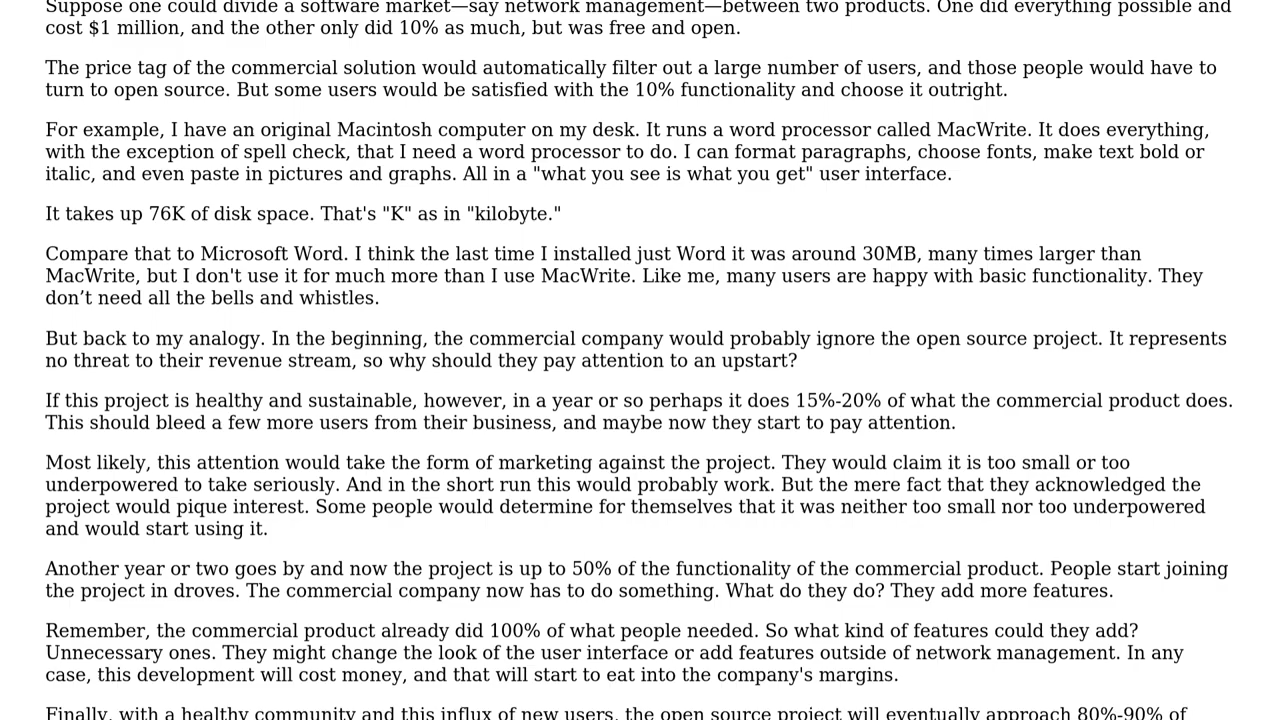 Suppose one could divide a software market—say network management—between two products. One did everything possible and
cost $1 million, and the other only did 10% as much, but was free and open.
The price tag of the commercial solution would automatically filter out a large number of users, and those people would have to
turn to open source. But some users would be satisfied with the 10% functionality and choose it outright.
For example, I have an original Macintosh computer on my desk. It runs a word processor called MacWrite. It does everything,
with the exception of spell check, that I need a word processor to do. I can format paragraphs, choose fonts, make text bold or
italic, and even paste in pictures and graphs. All in a "what you see is what you get" user interface.
It takes up 76K of disk space. That's "K" as in "kilobyte."
Compare that to Microsoft Word. I think the last time I installed just Word it was around 30MB, many times larger than
MacWrite, but I don't use it for much more than I use MacWrite. Like me, many users are happy with basic functionality. They
don’t need all the bells and whistles.
But back to my analogy. In the beginning, the commercial company would probably ignore the open source project. It represents
no threat to their revenue stream, so why should they pay attention to an upstart?
If this project is healthy and sustainable, however, in a year or so perhaps it does 15%-20% of what the commercial product does.
This should bleed a few more users from their business, and maybe now they start to pay attention.
Most likely, this attention would take the form of marketing against the project. They would claim it is too small or too
underpowered to take seriously. And in the short run this would probably work. But the mere fact that they acknowledged the
project would pique interest. Some people would determine for themselves that it was neither too small nor too underpowered
and would start using it.
Another year or two goes by and now the project is up to 50% of the functionality of the commercial product. People start joining
the project in droves. The commercial company now has to do something. What do they do? They add more features.
Remember, the commercial product already did 100% of what people needed. So what kind of features could they add?
Unnecessary ones. They might change the look of the user interface or add features outside of network management. In any
case, this development will cost money, and that will start to eat into the company's margins.
Finally, with a healthy community and this influx of new users, the open source project will eventually approach 80%-90% of